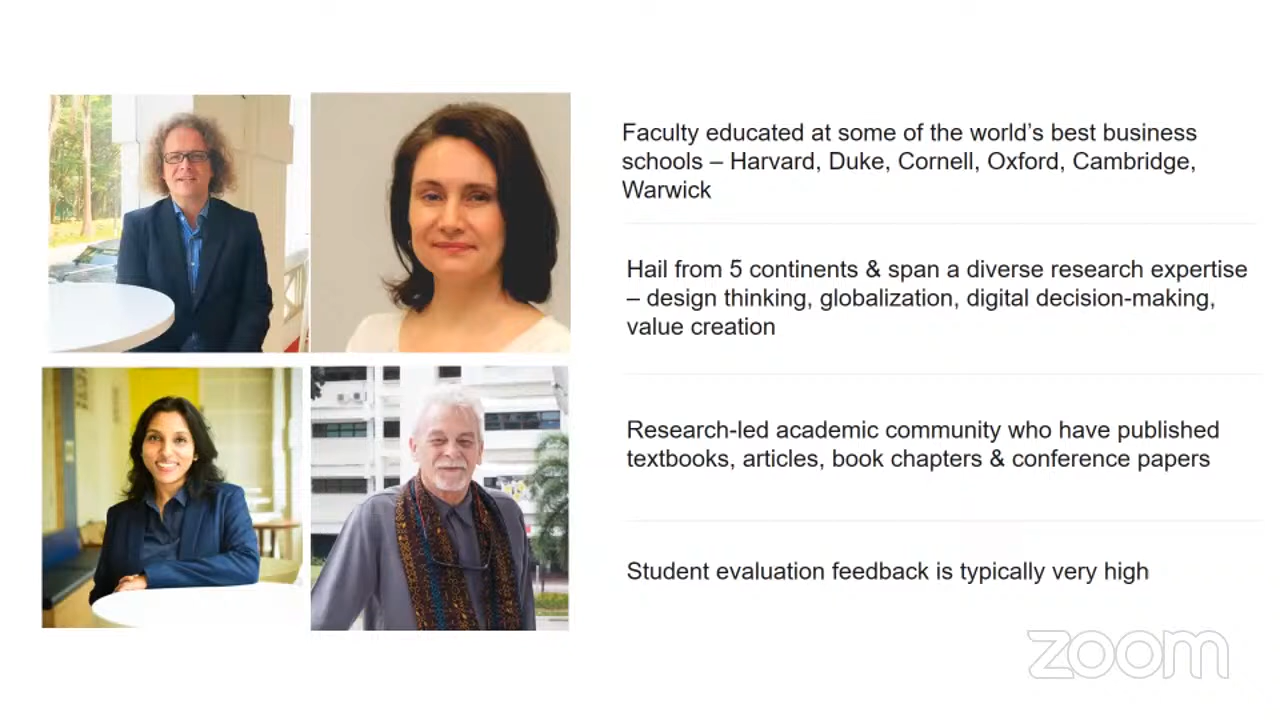 Faculty educated at some of the world’s best business
schools – Harvard, Duke, Cornell, Oxford, Cambridge,
Warwick
Hail from 5 continents & span a diverse research expertise
– design thinking, globalization, digital decision-making,
value creation
Research-led academic community who have published
textbooks, articles, book chapters & conference papers
Student evaluation feedback is typically very high
zoom